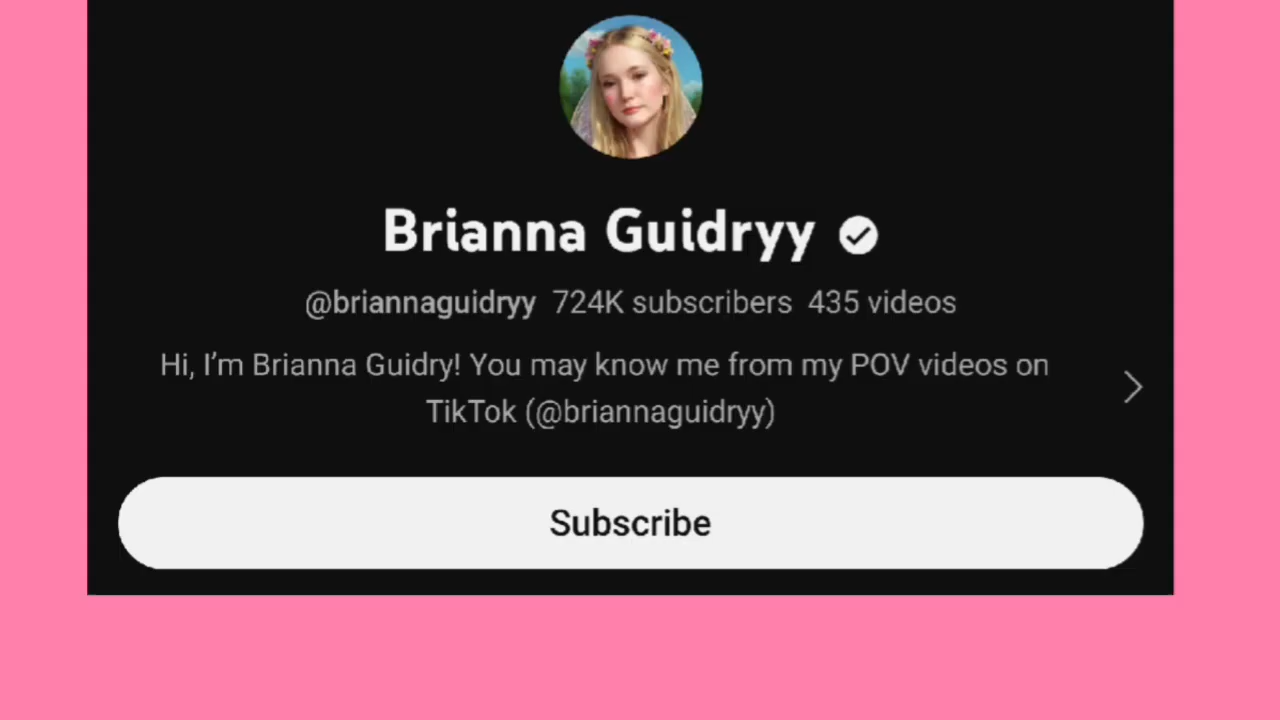 Brianna Guidryy
@briannaguidryy 724K subscribers 435 videos
Hi, I'm Brianna Guidry! You may know me from my POV videos on
TikTok (@briannaguidryy)
Subscribe